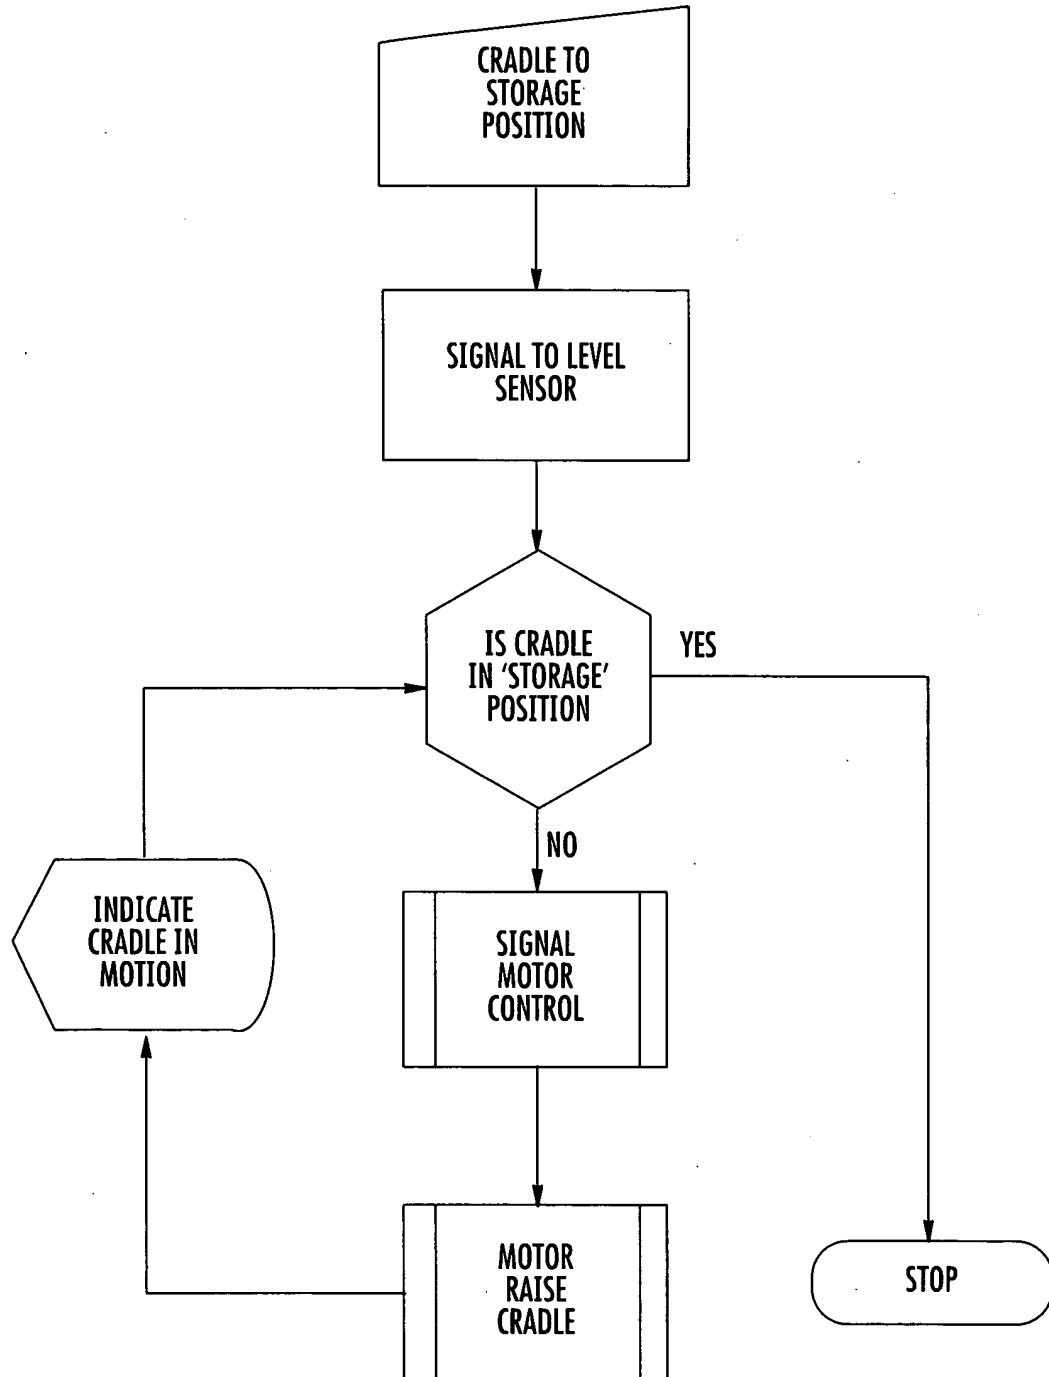 CRADLE TO
STORAGE
POSITION
SIGNAL TO LEVEL
SENSOR
IS CRADLE
IN ‘STORAGE’
POSITION
YES
NO
INDICATE
CRADLE IN
MOTION
SIGNAL
MOTOR
CONTROL
MOTOR
RAISE
CRADLE
STOP